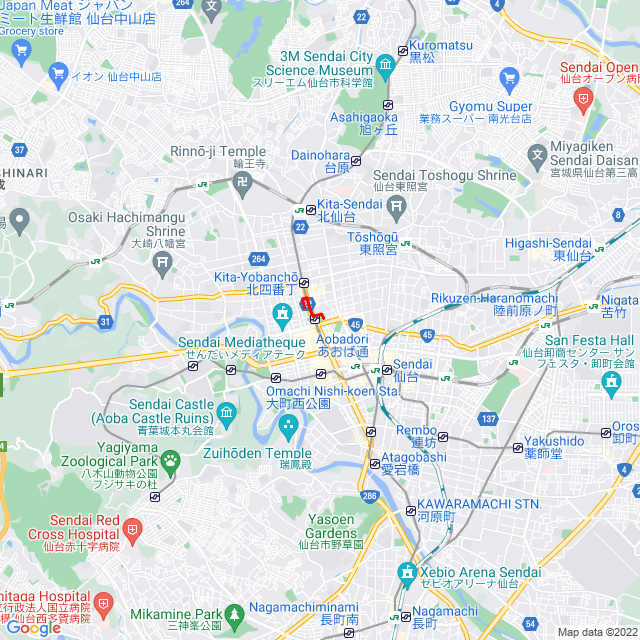 Japan Meat ジャパン
ミート生鮮館 仙台中山店
Grocery store
イオン 仙台中山店
Kuromatsu
黒松
3M Sendai City
Science Museum
スリーエム仙台市科学館
Sendai Open
仙台オープン病院
Gyomu Super
業務スーパー 南光台店
Asahigaoka
旭ヶ丘
37
SHINARI
成
Rinnō-ji Temple
輪王寺
Dainohara
台原
22
Miyagiken
Sendai Daisan
宮城県仙台第三高
Sendai Toshogu Shrine
仙台東照宮
JR
Kita-Sendai
北仙台
Osaki Hachimangu
Shrine
大崎八幡宮
22
Tōshōgū
東照宮
Higashi-Sendai
東仙台
264
264
Kita-Yobanchō
北四番丁
Rikuzen-Haranomachi
陸前原ノ町
Nigata
苦竹
45
45
Sendai Mediatheque
せんだいメディアテーク
Aobadori
あおば通
San Festa Hall
仙台卸商センター サン
フェスタ・卸町会館
Sendai
仙台
Omachi Nishi-koen Sta.
大町西公園
Sendai Castle
(Aoba Castle Ruins)
青葉城本丸会館
137
Zuihōden Temple
瑞鳳殿
Rembo
連坊
Yakushido
薬師堂
Oros
卸町
Yagiyama
Zoological Park
八木山動物公園
フジサキの杜
Atagobashi
愛宕橋
286
KAWARAMACHI STN.
河原町
4
Sendai Red
Cross Hospital
仙台赤十字病院
Yasoen
Gardens
仙台市野草園
Xebio Arena Sendai
ゼビオアリーナ仙台
hitaga Hospital
行政法人国立病院
構仙台西多賀病院
Mikamine Park
三神峯公園
Nagamachiminami
長町南
Nagamachi
長町
Google
Map data ©2022